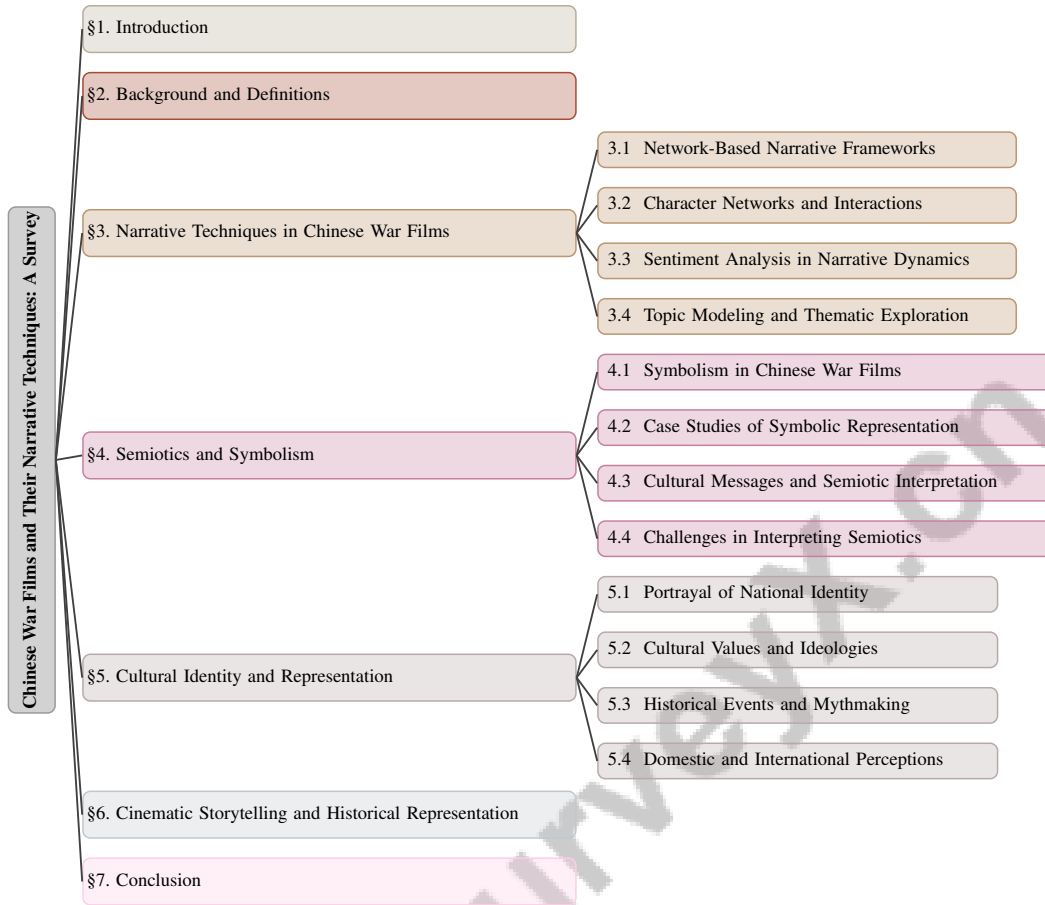 Chinese War Films and Their Narrative Techniques: A Survey
§1. Introduction
§2. Background and Definitions
§3. Narrative Techniques in Chinese War Films
3.1 Network-Based Narrative Frameworks
3.2 Character Networks and Interactions
3.3 Sentiment Analysis in Narrative Dynamics
3.4 Topic Modeling and Thematic Exploration
§4. Semiotics and Symbolism
4.1 Symbolism in Chinese War Films
4.2 Case Studies of Symbolic Representation
4.3 Cultural Messages and Semiotic Interpretation
4.4 Challenges in Interpreting Semiotics
§5. Cultural Identity and Representation
5.1 Portrayal of National Identity
5.2 Cultural Values and Ideologies
5.3 Historical Events and Mythmaking
5.4 Domestic and International Perceptions
§6. Cinematic Storytelling and Historical Representation
§7. Conclusion
urveyx.cn